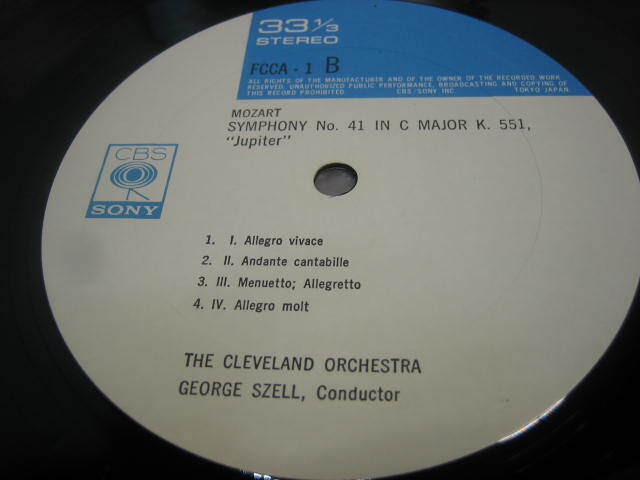 33 1/3
STEREO
FCCA - 1 B
ALL RIGHTS OF THE MANUFACTURER AND OF THE OWNER OF THE RECORDED WORK
RESERVED. UNAUTHORIZED PUBLIC PERFORMANCE, BROADCASTING AND COPYING OF
THIS RECORD PROHIBITED. CBS/SONY INC. TOKYO JAPAN
MOZART
SYMPHONY No. 41 IN C MAJOR K. 551,
"Jupiter"
CBS
SONY
1. I. Allegro vivace
2. II. Andante cantabille
3. III. Menuetto; Allegretto
4. IV. Allegro molt
THE CLEVELAND ORCHESTRA
GEORGE SZELL, Conductor